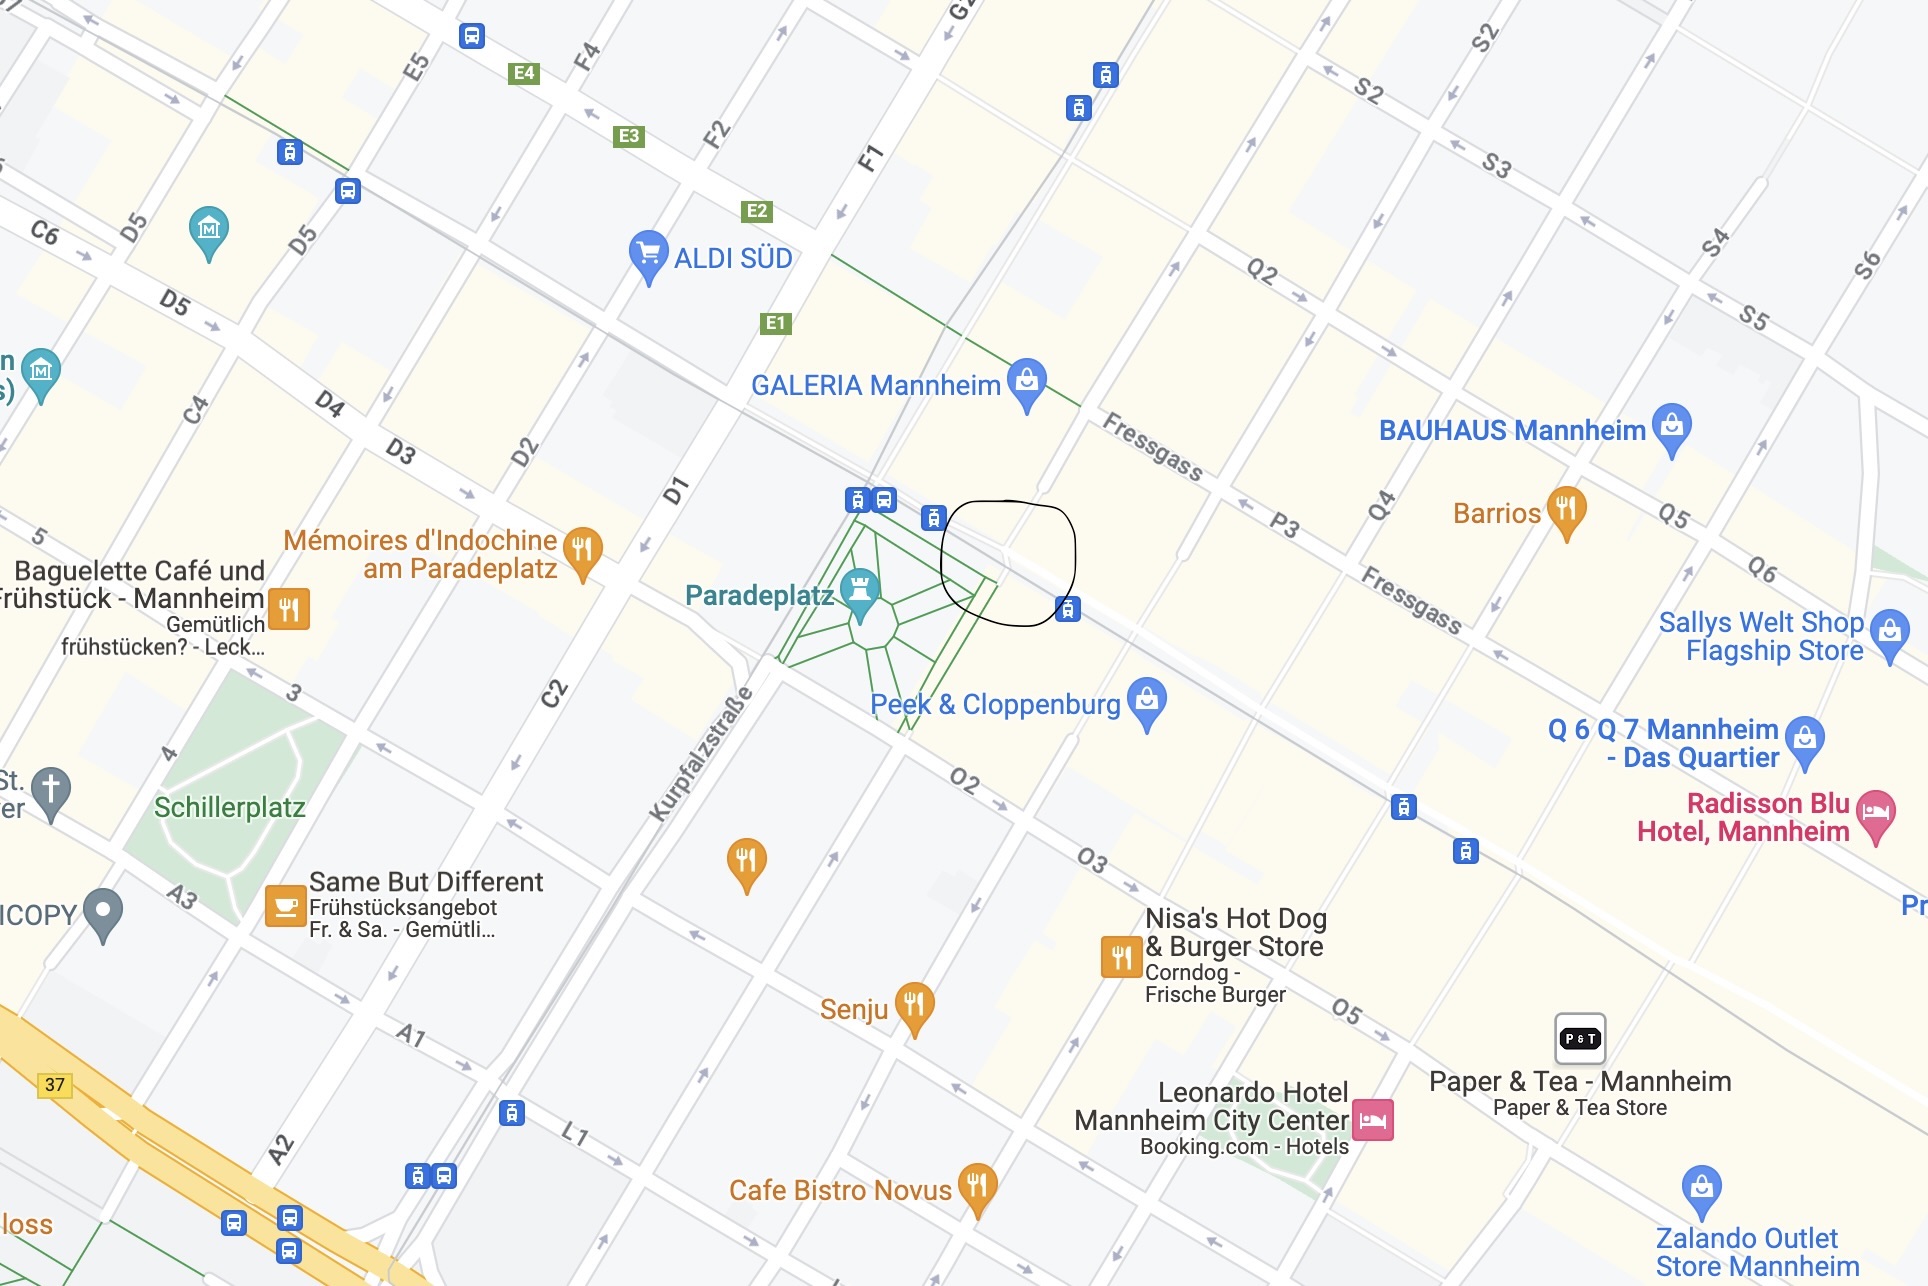 G2
E5
F4
E4
S2
S2
E3
F2
F1
S3
D5
C6
D5
E2
S4
ALDI SÜD
Q2
S6
D5
E1
S5
n
s)
GALERIA Mannheim
C4
D4
Fressgass
BAUHAUS Mannheim
D3
D2
D1
Q4
Barrios
P3
Q5
5
Mémoires d'Indochine
am Paradeplatz
Baguelette Café und
Frühstück - Mannheim
Gemütlich
frühstücken? - Leck...
Paradeplatz
Fressgass
Q6
Sallys Welt Shop
Flagship Store
3
C2
Peek & Cloppenburg
Kurpfalzstraße
Q 6 Q 7 Mannheim
- Das Quartier
4
St.
er
Schillerplatz
O2
Radisson Blu
Hotel, Mannheim
O3
A3
Same But Different
Frühstücksangebot
Fr. & Sa. - Gemütli...
ICOPY
Pr
Nisa's Hot Dog
& Burger Store
Corndog -
Frische Burger
Senju
O5
A1
P & T
Paper & Tea - Mannheim
Paper & Tea Store
37
Leonardo Hotel
Mannheim City Center
Booking.com - Hotels
L1
A2
Cafe Bistro Novus
loss
Zalando Outlet
Store Mannheim